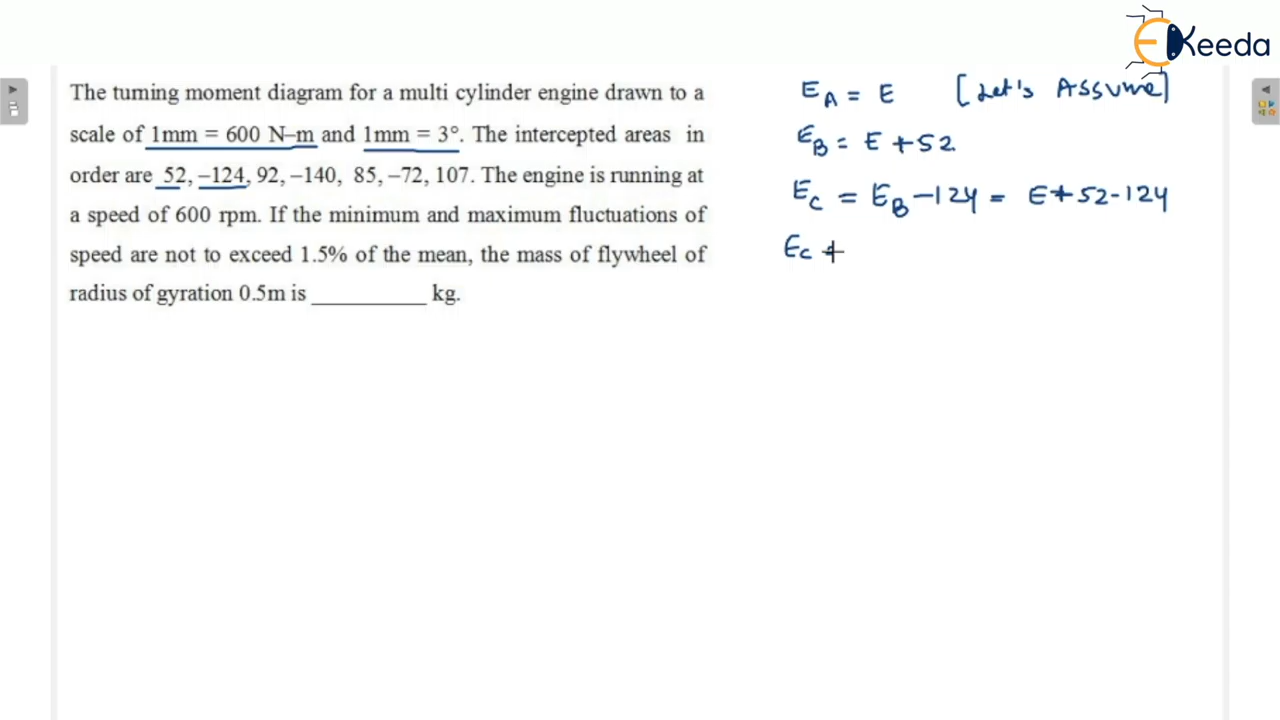 EKeeda
The turning moment diagram for a multi cylinder engine drawn to a
scale of 1mm = 600 N–m and 1mm = 3°. The intercepted areas in
order are 52, –124, 92, –140, 85, –72, 107. The engine is running at
a speed of 600 rpm. If the minimum and maximum fluctuations of
speed are not to exceed 1.5% of the mean, the mass of flywheel of
radius of gyration 0.5m is __________ kg.
E_A = E [Let's Assume]
E_B = E + 52
E_C = E_B - 124 = E + 52 - 124
E_C =